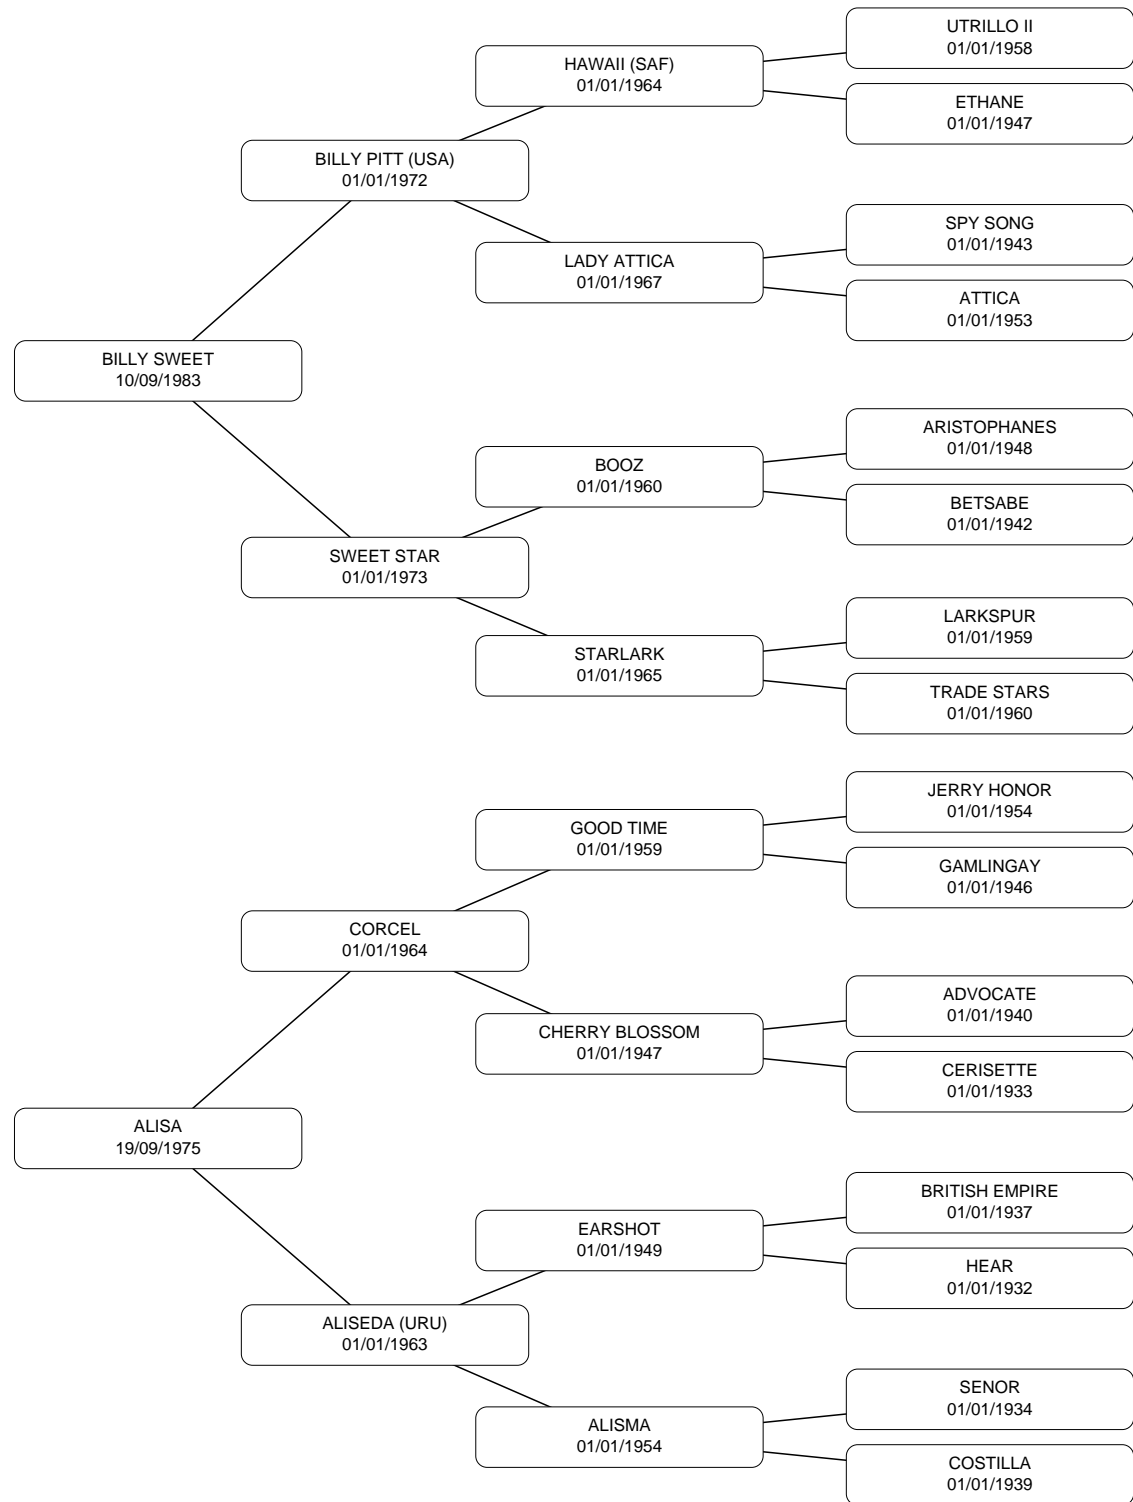 UTRILLO II
01/01/1958
HAWAII (SAF)
01/01/1964
ETHANE
01/01/1947
BILLY PITT (USA)
01/01/1972
SPY SONG
01/01/1943
LADY ATTICA
01/01/1967
ATTICA
01/01/1953
BILLY SWEET
10/09/1983
ARISTOPHANES
01/01/1948
BOOZ
01/01/1960
BETSABE
01/01/1942
SWEET STAR
01/01/1973
LARKSPUR
01/01/1959
STARLARK
01/01/1965
TRADE STARS
01/01/1960
JERRY HONOR
01/01/1954
GOOD TIME
01/01/1959
GAMLINGAY
01/01/1946
CORCEL
01/01/1964
ADVOCATE
01/01/1940
CHERRY BLOSSOM
01/01/1947
CERISETTE
01/01/1933
ALISA
19/09/1975
BRITISH EMPIRE
01/01/1937
EARSHOT
01/01/1949
HEAR
01/01/1932
ALISEDA (URU)
01/01/1963
SENOR
01/01/1934
ALISMA
01/01/1954
COSTILLA
01/01/1939